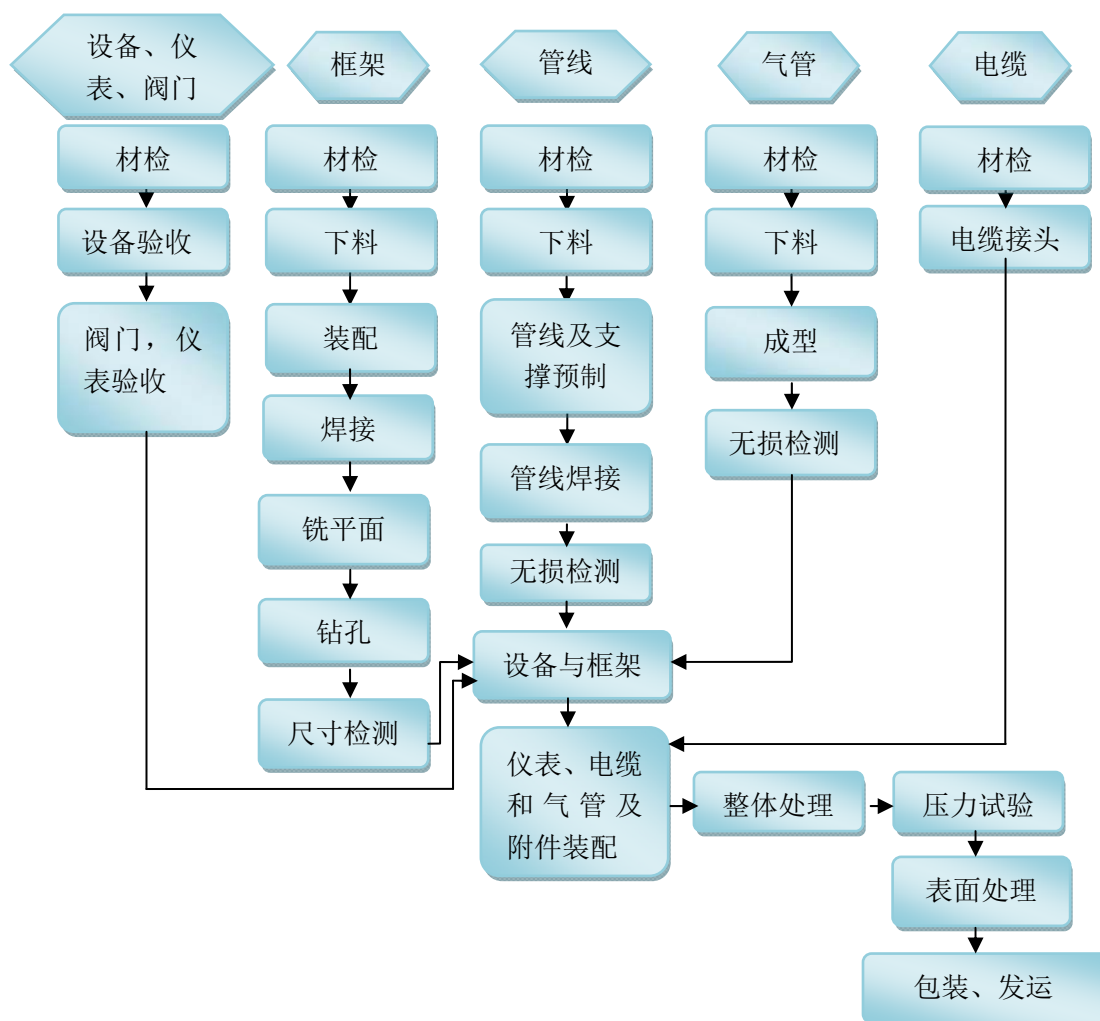 设备、仪
表、阀门
框架
管线
气管
电缆
材检
材检
材检
材检
材检
设备验收
下料
下料
下料
电缆接头
阀门，仪
表验收
装配
管线及支
撑预制
成型
焊接
管线焊接
无损检测
铣平面
无损检测
钻孔
设备与框架
尺寸检测
仪表、电缆
和气管及
附件装配
整体处理
压力试验
表面处理
包装、发运